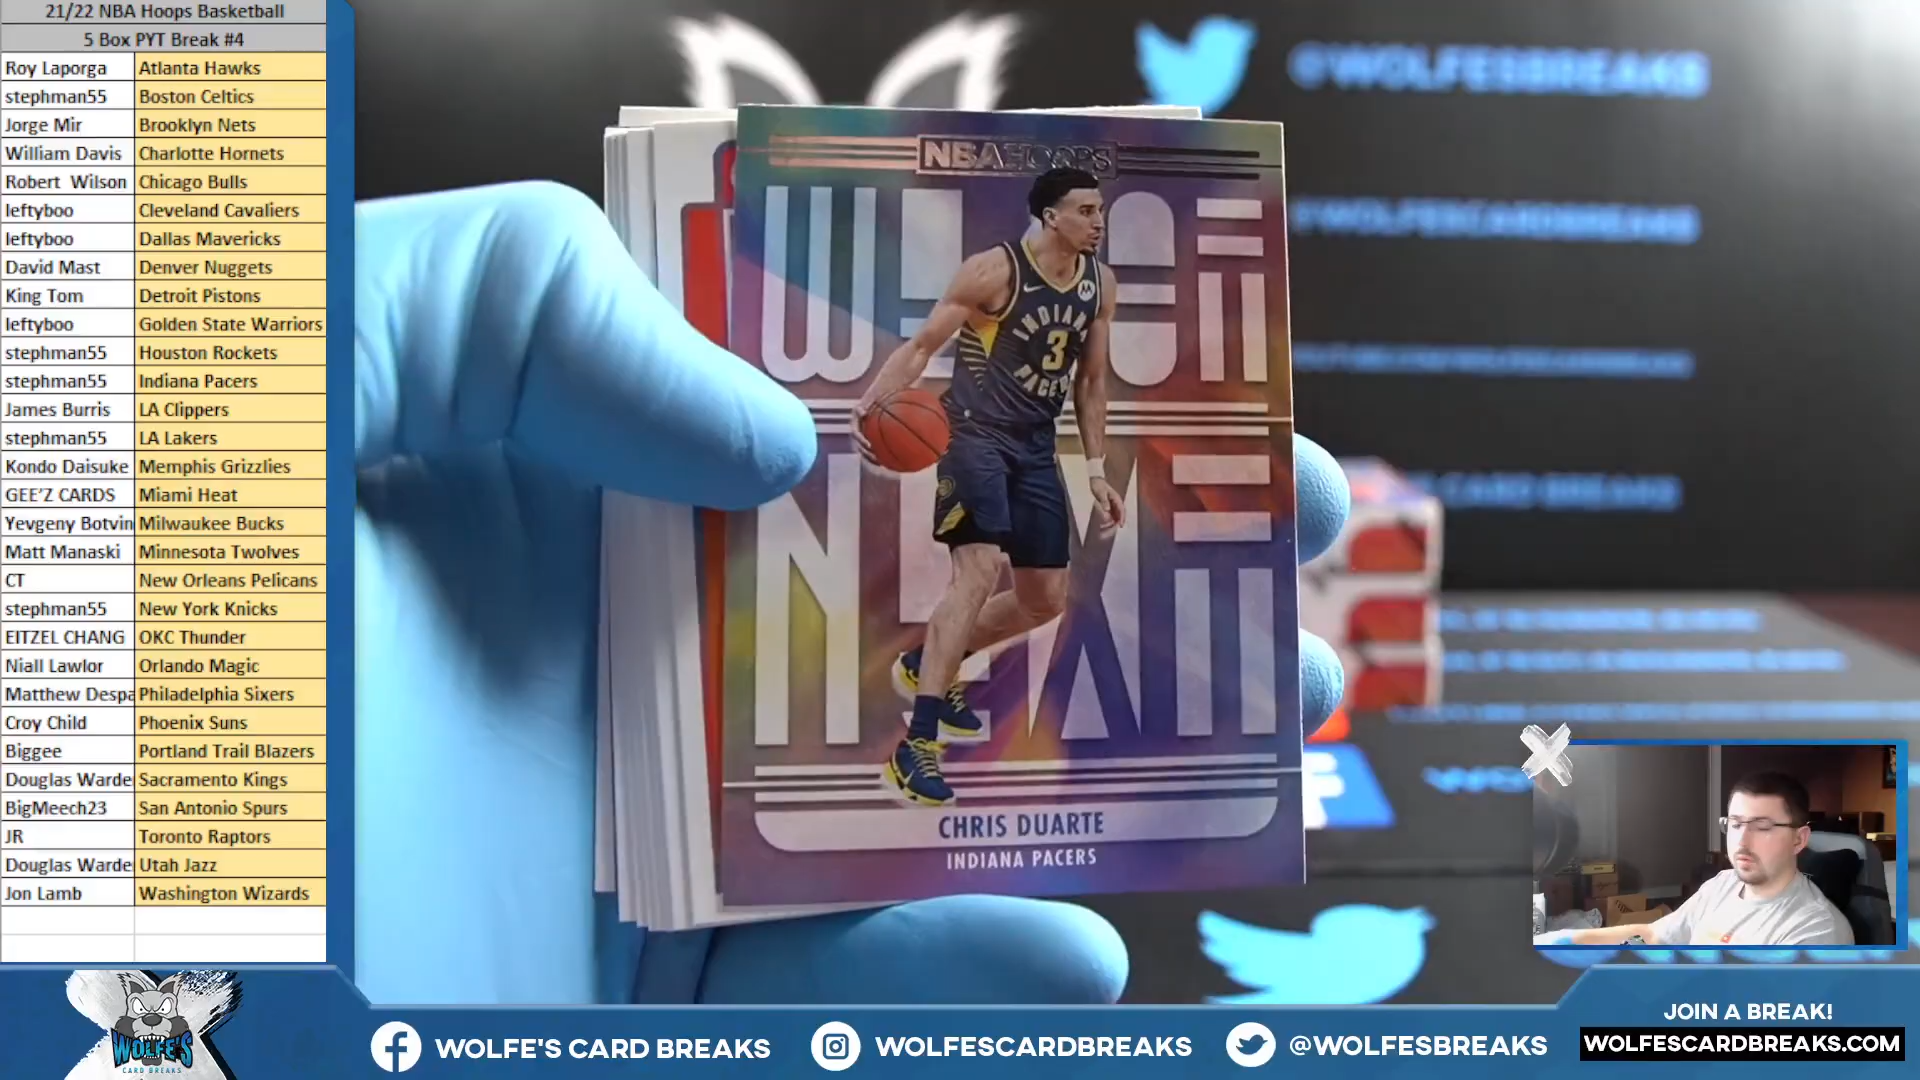 21/22 NBA Hoops Basketball
5 Box PYT Break #4
Roy Laporga Atlanta Hawks
stephman55 Boston Celtics
Jorge Mir Brooklyn Nets
William Davis Charlotte Hornets
Robert Wilson Chicago Bulls
leftyboo Cleveland Cavaliers
leftyboo Dallas Mavericks
David Mast Denver Nuggets
King Tom Detroit Pistons
leftyboo Golden State Warriors
stephman55 Houston Rockets
stephman55 Indiana Pacers
James Burris LA Clippers
stephman55 LA Lakers
Kondo Daisuke Memphis Grizzlies
GEE'Z CARDS Miami Heat
Yevgeny Botvin Milwaukee Bucks
Matt Manaski Minnesota Twolves
CT New Orleans Pelicans
stephman55 New York Knicks
EITZEL CHANG OKC Thunder
Niall Lawlor Orlando Magic
Matthew Despa Philadelphia Sixers
Croy Child Phoenix Suns
Biggee Portland Trail Blazers
Douglas Warde Sacramento Kings
BigMeech23 San Antonio Spurs
JR Toronto Raptors
Douglas Warde Utah Jazz
Jon Lamb Washington Wizards
@WOLFESBREAKS
@WOLFESCARDBREAKS
CARD BREAKS
NBA HOOPS
INDIANA
3
PACERS
CHRIS DUARTE
INDIANA PACERS
WOLFE'S
CARD BREAKS
WOLFE'S CARD BREAKS
WOLFESCARDBREAKS
@WOLFESBREAKS
JOIN A BREAK!
WOLFESCARDBREAKS.COM